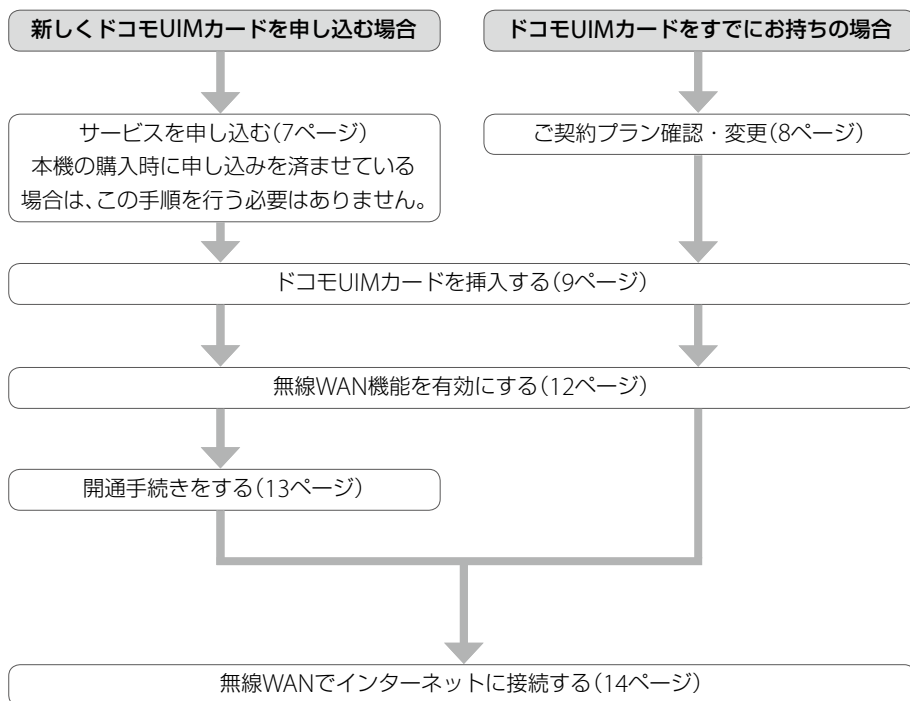 新しくドコモUIMカードを申し込む場合
ドコモUIMカードをすでにお持ちの場合
サービスを申し込む(7ページ)
本機の購入時に申し込みを済ませている
場合は、この手順を行う必要はありません。
ご契約プラン確認・変更(8ページ)
ドコモUIMカードを挿入する(9ページ)
無線WAN機能を有効にする(12ページ)
開通手続きをする(13ページ)
無線WANでインターネットに接続する(14ページ)